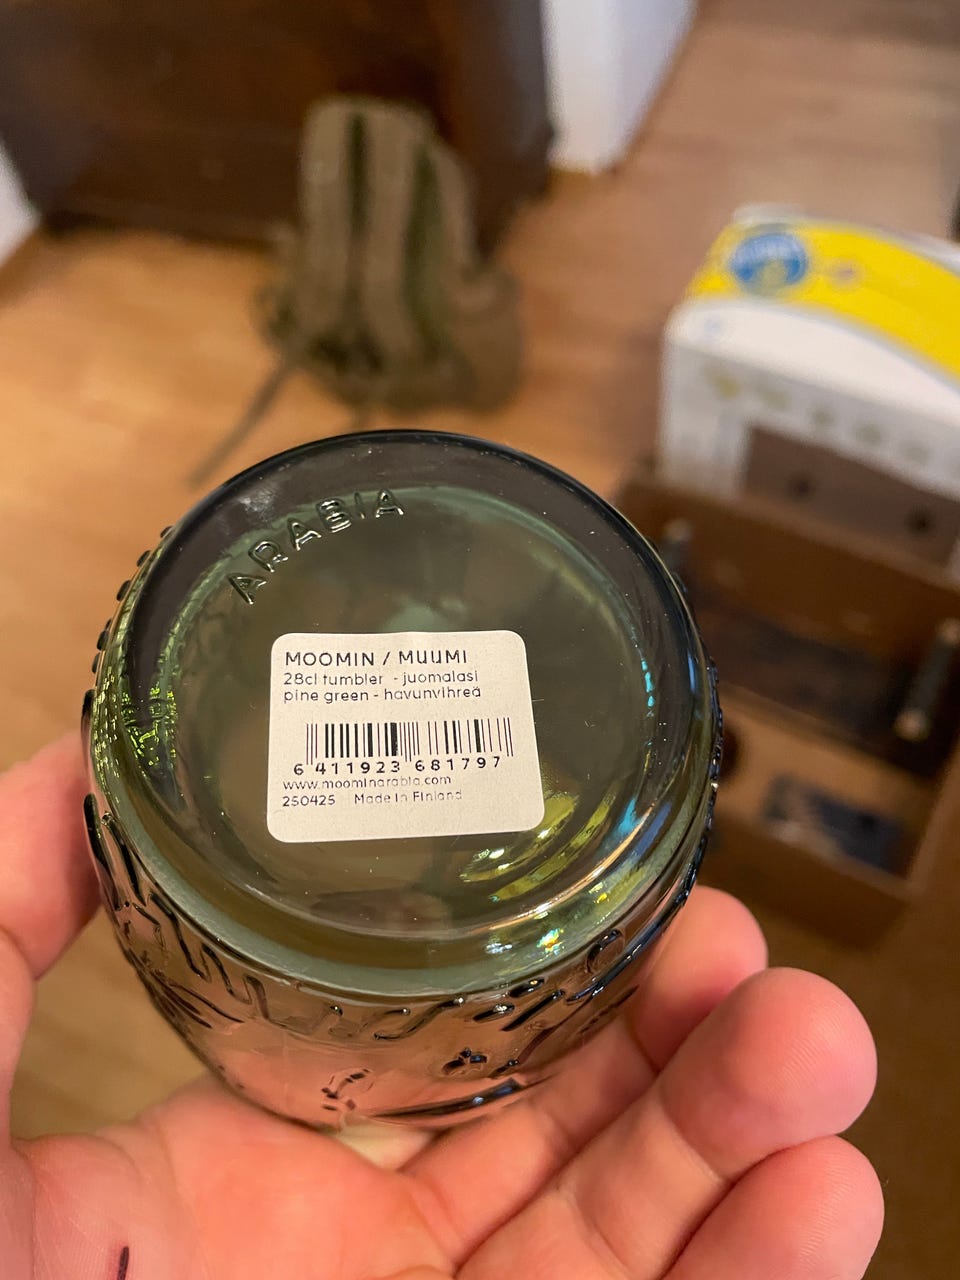 ARABIA
MOOMIN / MUUMI
28cl tumbler - juomalasi
pine green - havunvihreä
6 411923 681797
www.moominarabia.com
250425 Made in Finland